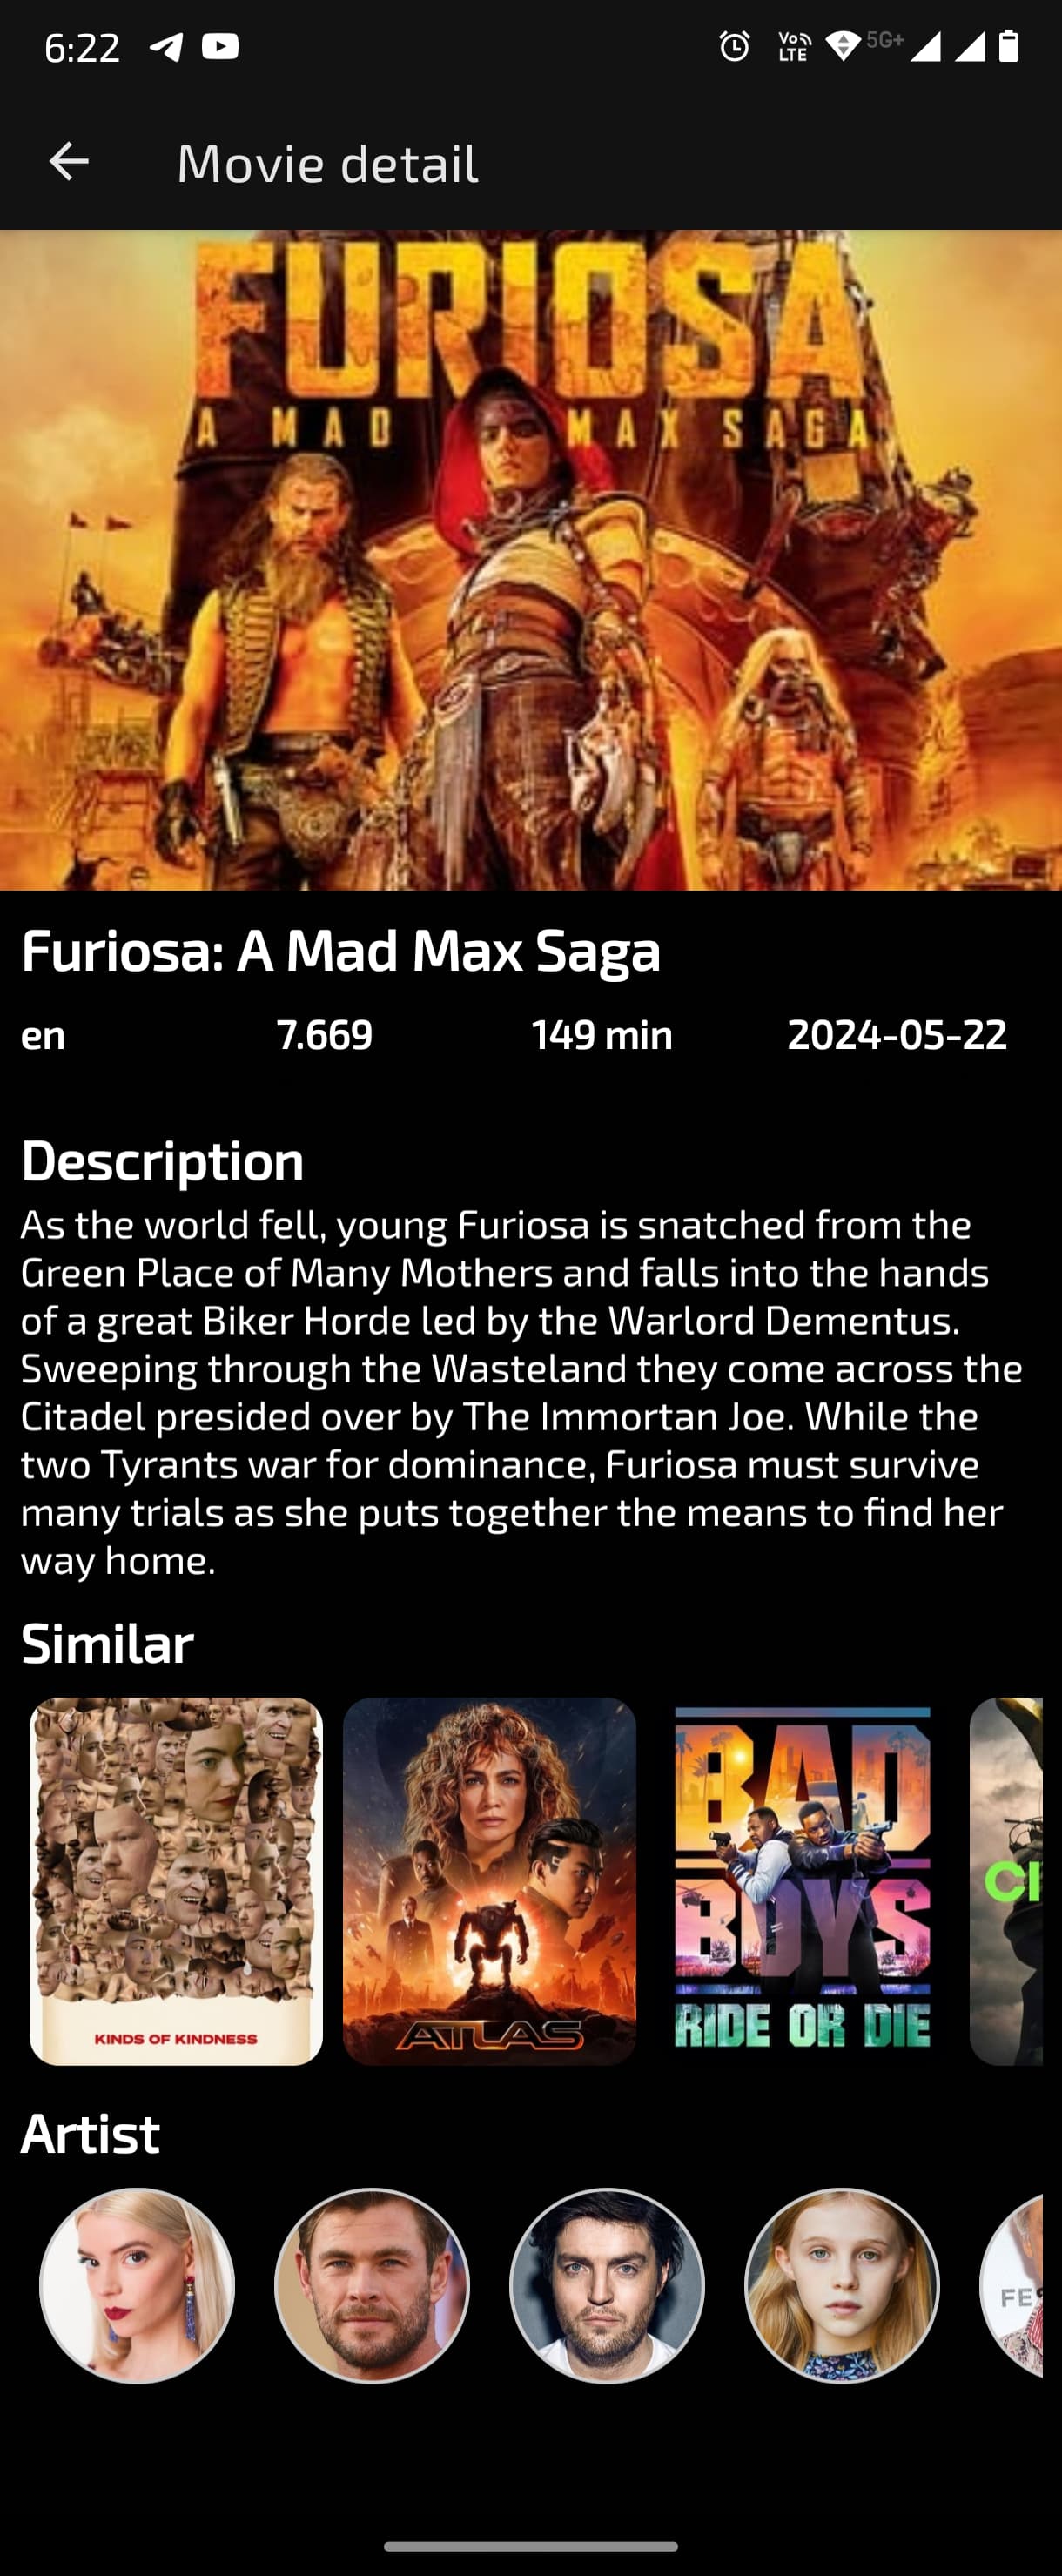 6:22
Vo
LTE
5G+
Movie detail
FURIOSA
A MAD MAX SAGA
Furiosa: A Mad Max Saga
en 7.669 149 min 2024-05-22
Description
As the world fell, young Furiosa is snatched from the
Green Place of Many Mothers and falls into the hands
of a great Biker Horde led by the Warlord Dementus.
Sweeping through the Wasteland they come across the
Citadel presided over by The Immortan Joe. While the
two Tyrants war for dominance, Furiosa must survive
many trials as she puts together the means to find her
way home.
Similar
KINDS OF KINDNESS
ATLAS
BAD
BOYS
RIDE OR DIE
CI
Artist
FE